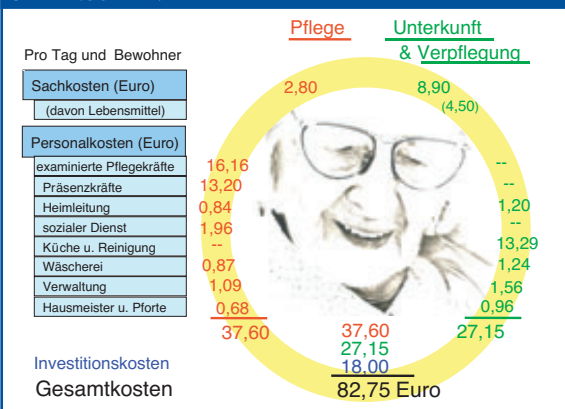 Pflege Unterkunft
Pro Tag und Bewohner & Verpflegung
Sachkosten (Euro) 2,80 8,90
(davon Lebensmittel) (4,50)
Personalkosten (Euro)
examinierte Pflegekräfte 16,16 --
Präsenzkräfte 13,20 --
Heimleitung 0,84 1,20
sozialer Dienst 1,96 --
Küche u. Reinigung -- 13,29
Wäscherei 0,87 1,24
Verwaltung 1,09 1,56
Hausmeister u. Pforte 0,68 0,96
37,60 37,60 27,15
27,15
Investitionskosten 18,00
Gesamtkosten 82,75 Euro